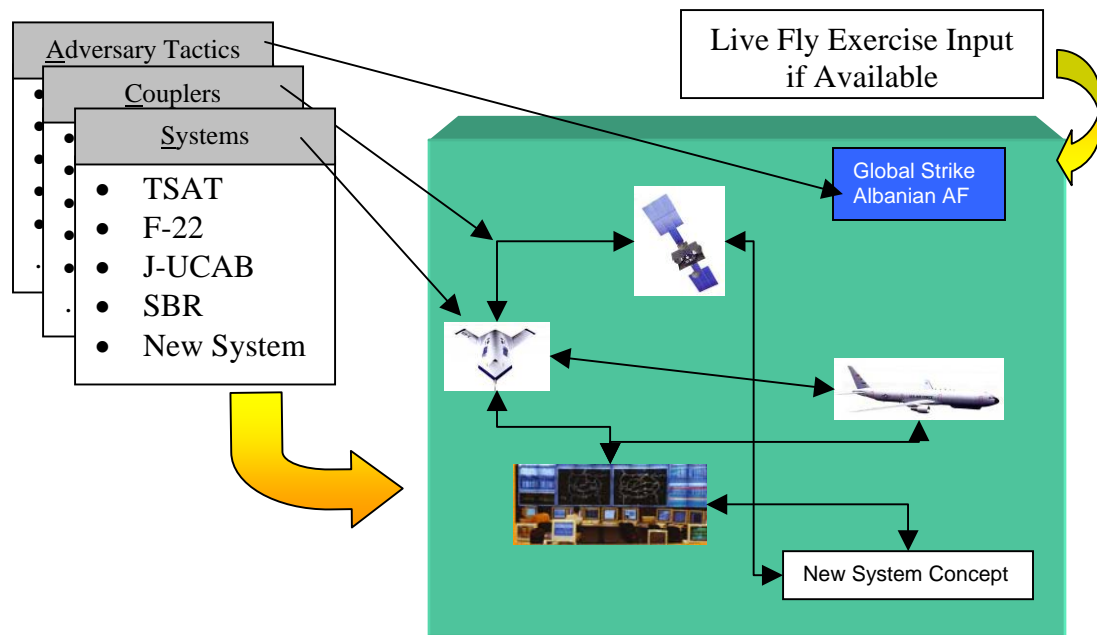 Adversary Tactics
Couplers
Systems
• TSAT
• F-22
• J-UCAB
• SBR
• New System
Live Fly Exercise Input
if Available
Global Strike
Albanian AF
New System Concept